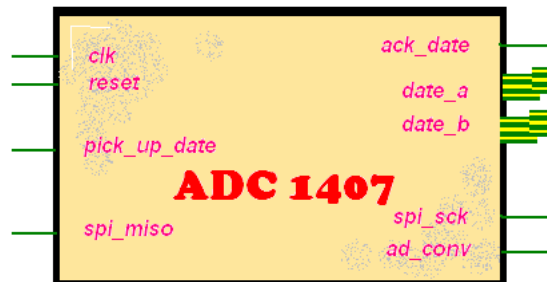 clk
reset
pick_up_date
spi_miso
ADC 1407
ack_date
date_a
date_b
spi_sck
ad_conv